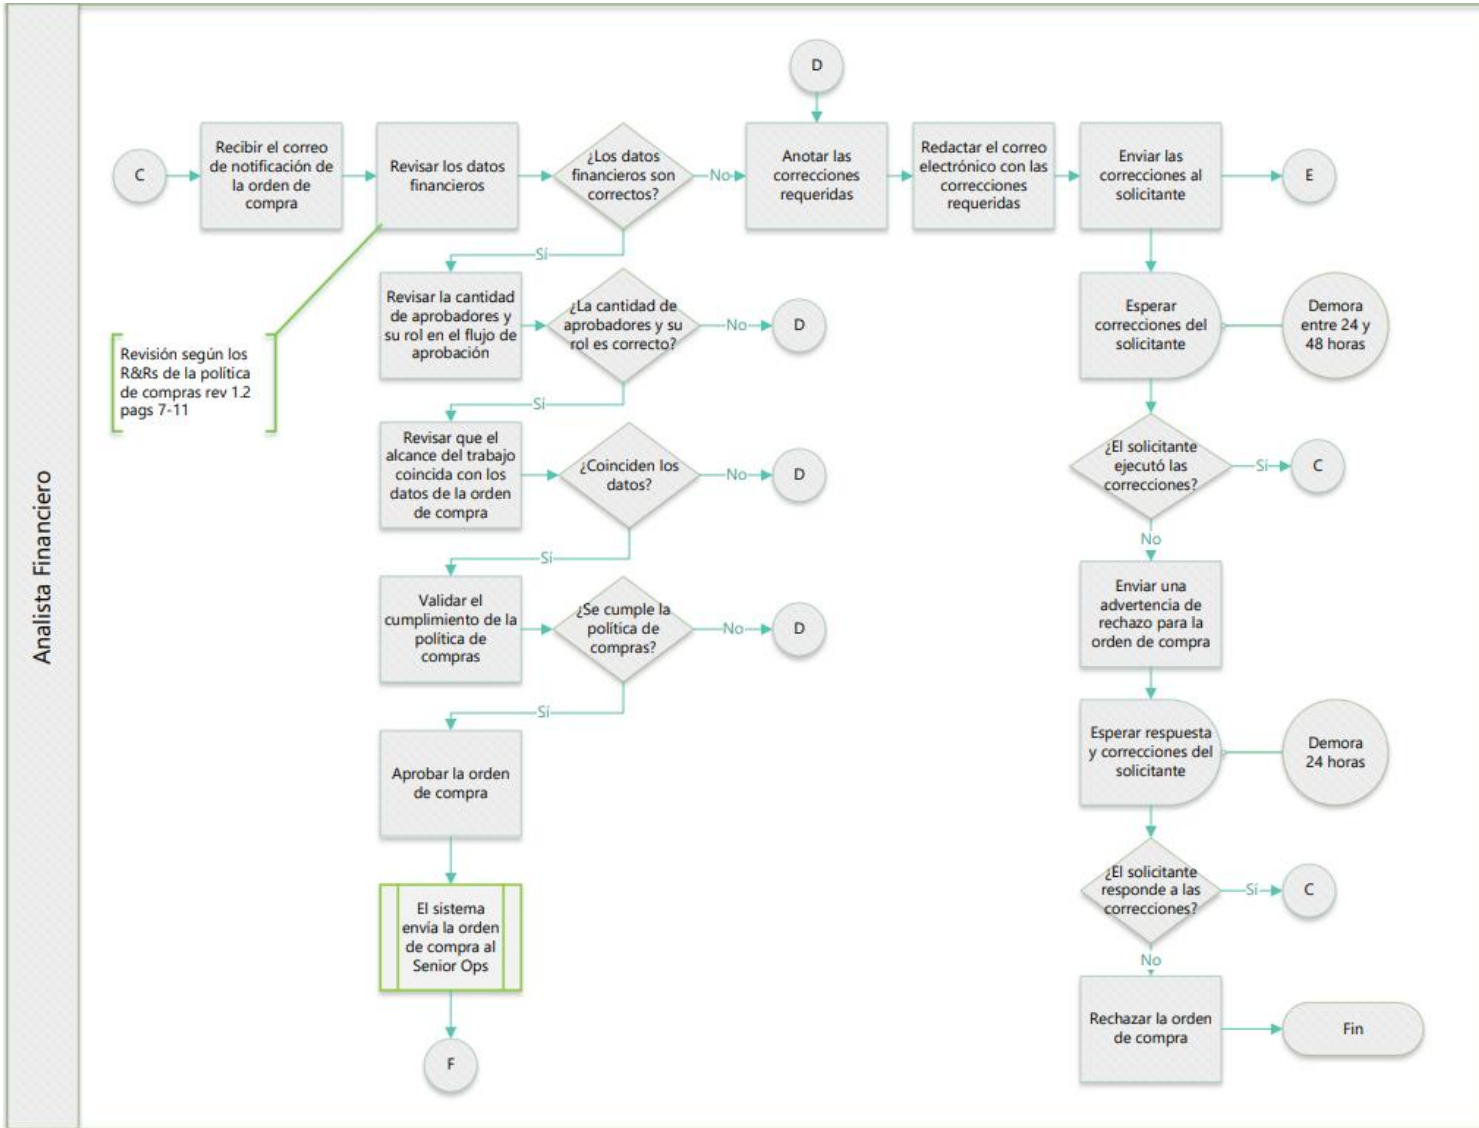 Analista Financiero
D
C
Recibir el correo
de notificación de
la orden de
compra
Revisar los datos
financieros
¿Los datos
financieros son
correctos?
No
Anotar las
correcciones
requeridas
Redactar el correo
electrónico con las
correcciones
requeridas
Enviar las
correcciones al
solicitante
E
Sí
Revisión según los
R&Rs de la política
de compras rev 1.2
pags 7-11
Revisar la cantidad
de aprobadores y
su rol en el flujo de
aprobación
¿La cantidad de
aprobadores y su
rol es correcto?
No
D
Sí
Revisar que el
alcance del trabajo
coincida con los
datos de la orden
de compra
¿Coinciden los
datos?
No
D
Sí
Validar el
cumplimiento de la
política de
compras
¿Se cumple la
política de
compras?
No
D
Sí
Aprobar la orden
de compra
El sistema
envía la orden
de compra al
Senior Ops
F
Esperar
correcciones del
solicitante
Demora
entre 24 y
48 horas
¿El solicitante
ejecutó las
correcciones?
Sí
C
No
Enviar una
advertencia de
rechazo para la
orden de compra
Esperar respuesta
y correcciones del
solicitante
Demora
24 horas
¿El solicitante
responde a las
correcciones?
Sí
C
No
Rechazar la orden
de compra
Fin